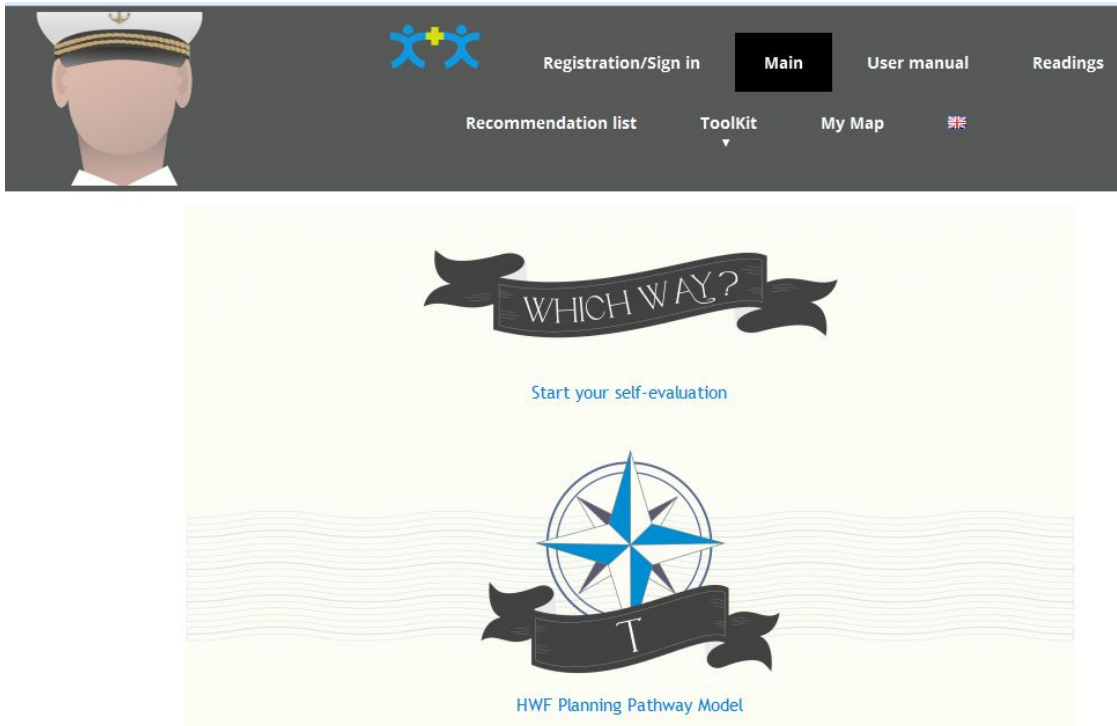 Registration/Sign in Main User manual Readings
Recommendation list ToolKit My Map
▼
WHICH WAY?
Start your self-evaluation
T
HWF Planning Pathway Model